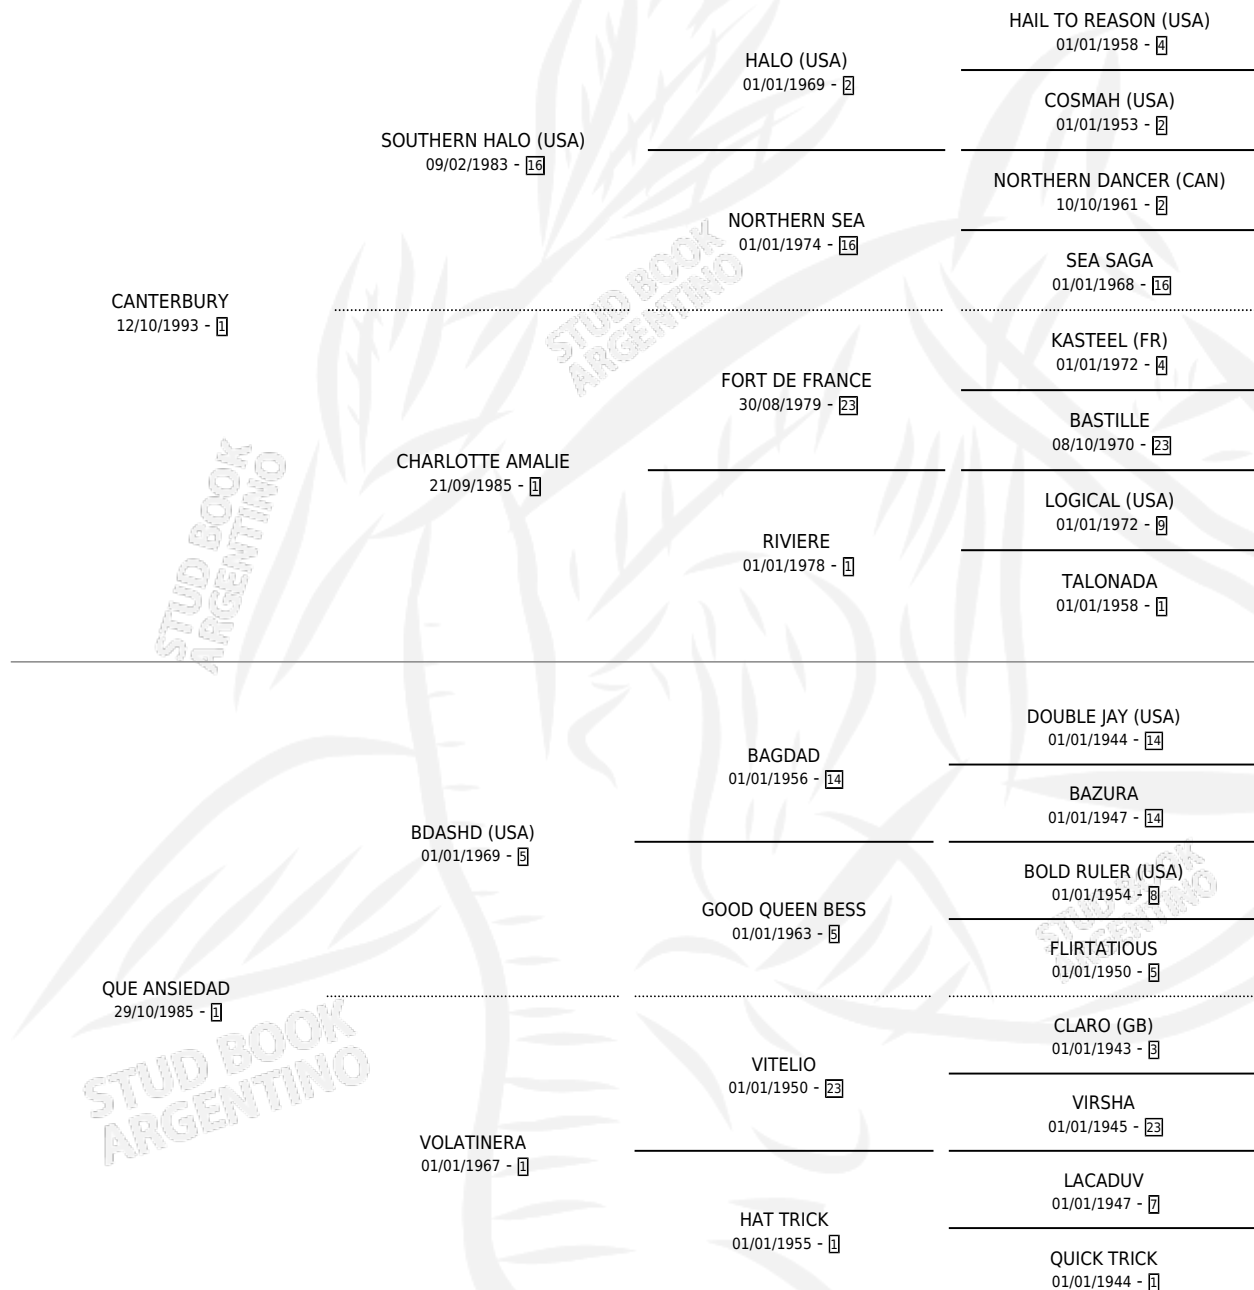 HAIL TO REASON (USA)
01/01/1958 - 4
HALO (USA)
01/01/1969 - 2
COSMAH (USA)
01/01/1953 - 2
SOUTHERN HALO (USA)
09/02/1983 - 16
NORTHERN DANCER (CAN)
10/10/1961 - 2
NORTHERN SEA
01/01/1974 - 16
SEA SAGA
01/01/1968 - 16
CANTERBURY
12/10/1993 - 1
KASTEEL (FR)
01/01/1972 - 4
FORT DE FRANCE
30/08/1979 - 23
BASTILLE
08/10/1970 - 23
CHARLOTTE AMALIE
21/09/1985 - 1
LOGICAL (USA)
01/01/1972 - 9
RIVIERE
01/01/1978 - 1
TALONADA
01/01/1958 - 1
DOUBLE JAY (USA)
01/01/1944 - 14
BAGDAD
01/01/1956 - 14
BAZURA
01/01/1947 - 14
BDASHD (USA)
01/01/1969 - 5
BOLD RULER (USA)
01/01/1954 - 8
GOOD QUEEN BESS
01/01/1963 - 5
FLIRTATIOUS
01/01/1950 - 5
QUE ANSIEDAD
29/10/1985 - 1
CLARO (GB)
01/01/1943 - 3
VITELIO
01/01/1950 - 23
VIRSHA
01/01/1945 - 23
VOLATINERA
01/01/1967 - 1
LACADUV
01/01/1947 - 7
HAT TRICK
01/01/1955 - 1
QUICK TRICK
01/01/1944 - 1
STUD BOOK
ARGENTINO
STUD BOOK
ARGENTINO
STUD BOOK
ARGENTINO
STUD BOOK
ARGENTINO